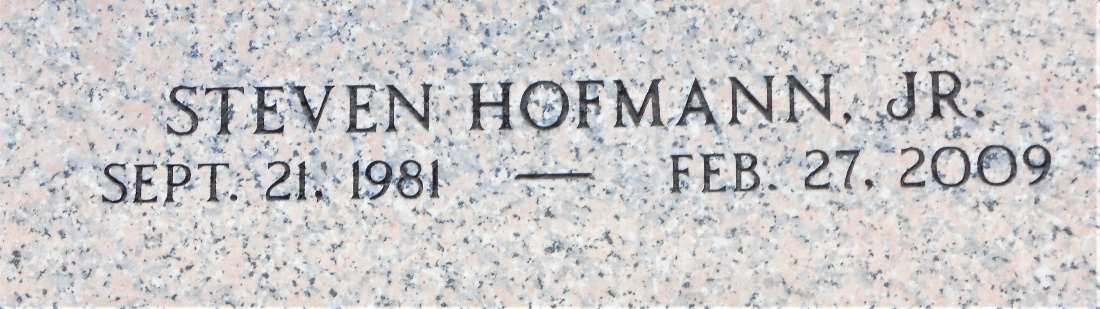 STEVEN HOFMANN, JR.
SEPT. 21, 1981 — FEB. 27, 2009